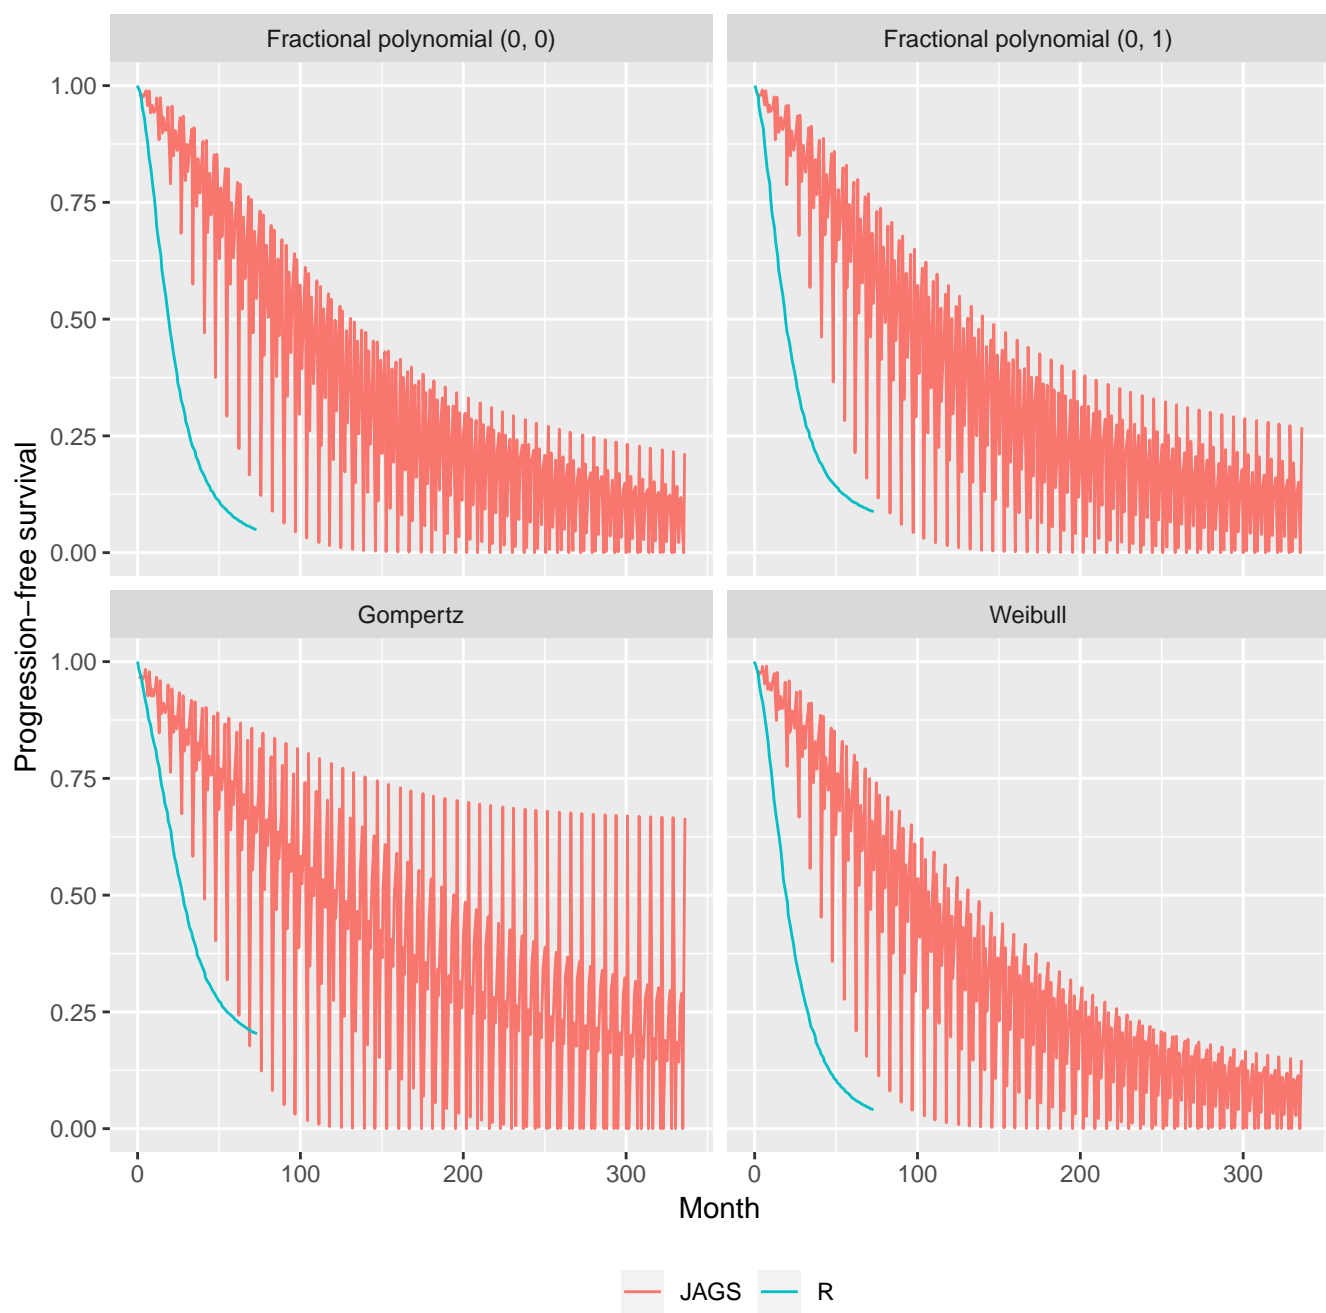 Fractional polynomial (0, 0)
Fractional polynomial (0, 1)
1.00
0.75
0.50
0.25
0.00
Gompertz
Weibull
1.00
0.75
0.50
0.25
0.00
Progression−free survival
0 100 200 300
0 100 200 300
Month
JAGS R